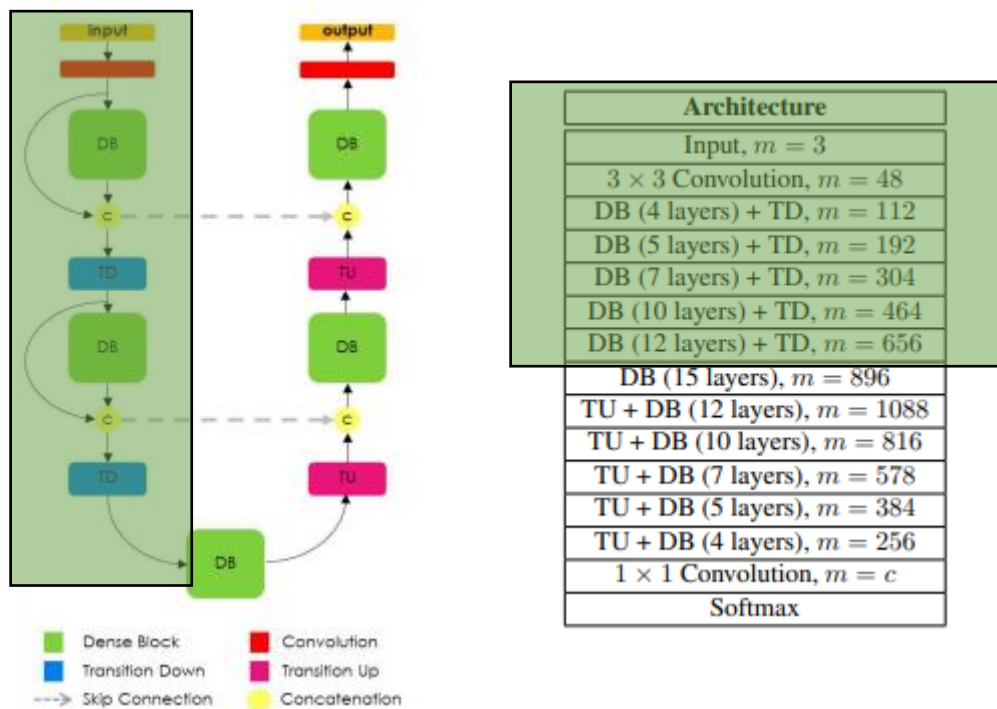 input
output
DB
DB
c
c
TD
TU
DB
DB
c
c
TD
TU
DB
Dense Block
Convolution
Transition Down
Transition Up
Skip Connection
Concatenation
Architecture
Input, m = 3
3 × 3 Convolution, m = 48
DB (4 layers) + TD, m = 112
DB (5 layers) + TD, m = 192
DB (7 layers) + TD, m = 304
DB (10 layers) + TD, m = 464
DB (12 layers) + TD, m = 656
DB (15 layers), m = 896
TU + DB (12 layers), m = 1088
TU + DB (10 layers), m = 816
TU + DB (7 layers), m = 578
TU + DB (5 layers), m = 384
TU + DB (4 layers), m = 256
1 × 1 Convolution, m = c
Softmax